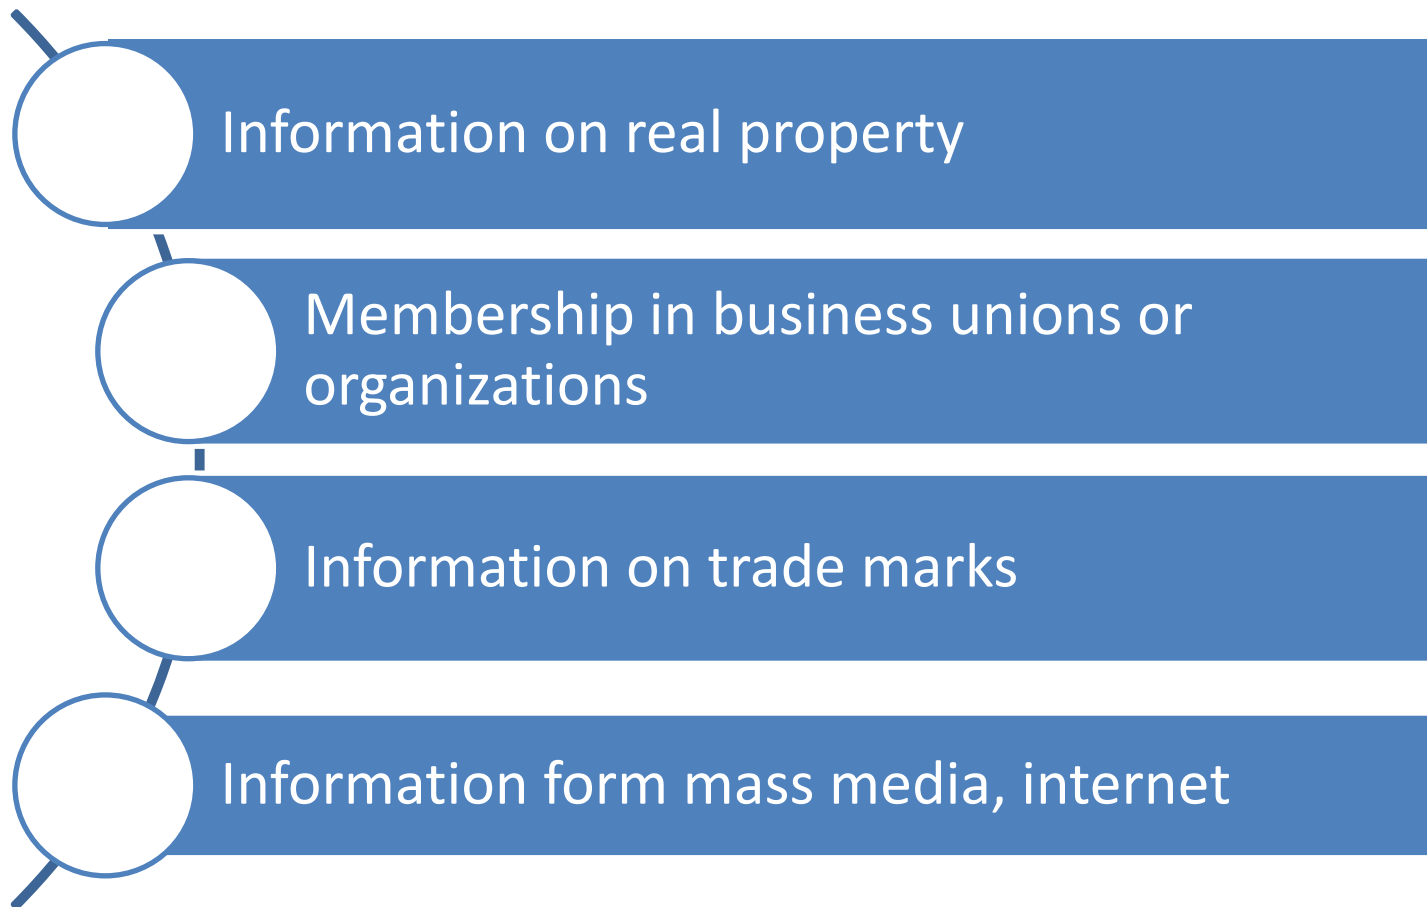 Information on real property
Membership in business unions or
organizations
Information on trade marks
Information form mass media, internet